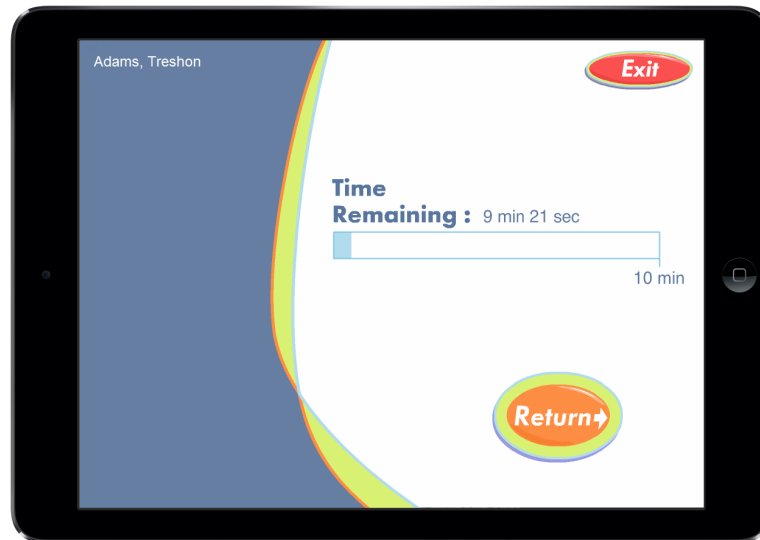 Adams, Treshon
Exit
Time
Remaining : 9 min 21 sec
10 min
Return